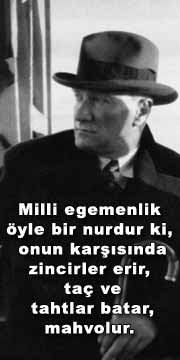 Milli egemenlik
öyle bir nurdur ki,
onun karşısında
zincirler erir,
taç ve
tahtlar batar,
mahvolur.